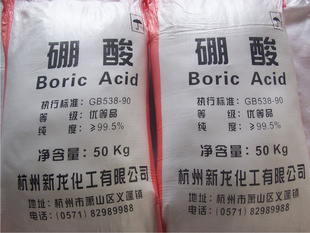 硼酸
Boric Acid
执行标准: GB538-90
等 级: 优等品
纯 度: ≥99.5%
净含量: 50 Kg
杭州新龙化工有限公司
地址: 杭州市萧山区义蓬镇
电话: (0571) 82989988
硼酸
Boric Acid
执行标准: GB538-90
等 级: 优等品
纯 度: ≥99.5%
净含量: 50 Kg
杭州新龙化工有限公司
地址: 杭州市萧山区义蓬镇
电话: (0571) 82989988